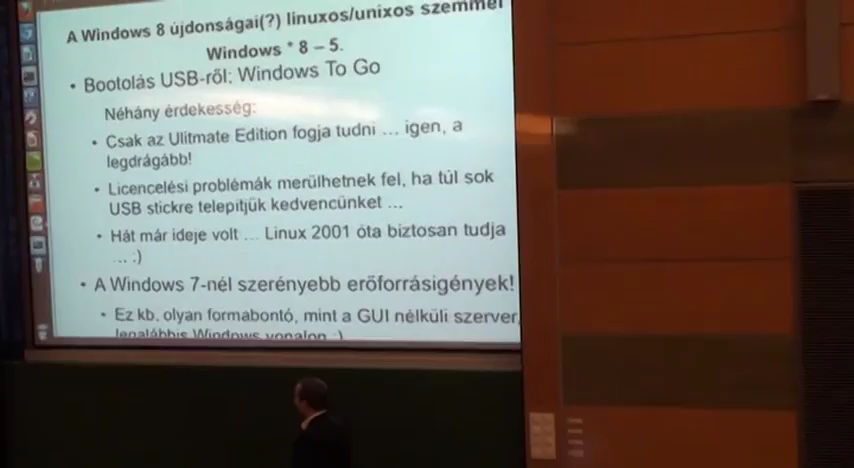 A Windows 8 újdonságai(?) linuxos/unixos szemmel
Windows * 8 – 5.
• Bootolás USB-ről: Windows To Go
Néhány érdekesség:
• Csak az Ulitmate Edition fogja tudni ... igen, a
legdrágább!
• Licencelési problémák merülhetnek fel, ha túl sok
USB stickre telepítjük kedvencünket ...
• Hát már ideje volt ... Linux 2001 óta biztosan tudja
... :)
• A Windows 7-nél szerényebb erőforrásigények!
• Ez kb. olyan formabontó, mint a GUI nélküli szerver,
legalábbis Windows vonalon :)